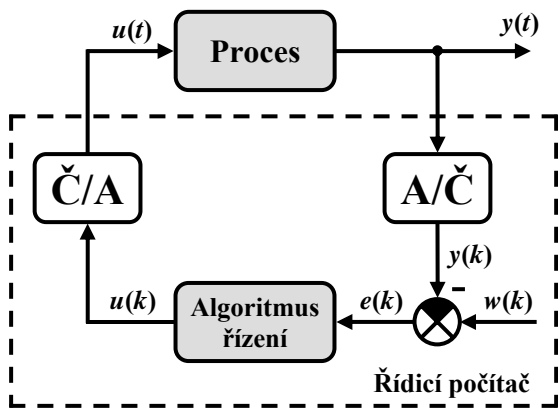 u(t)
Proces
y(t)
Č/A
A/Č
y(k)
-
u(k)
Algoritmus
řízení
e(k)
w(k)
Řídicí počítač